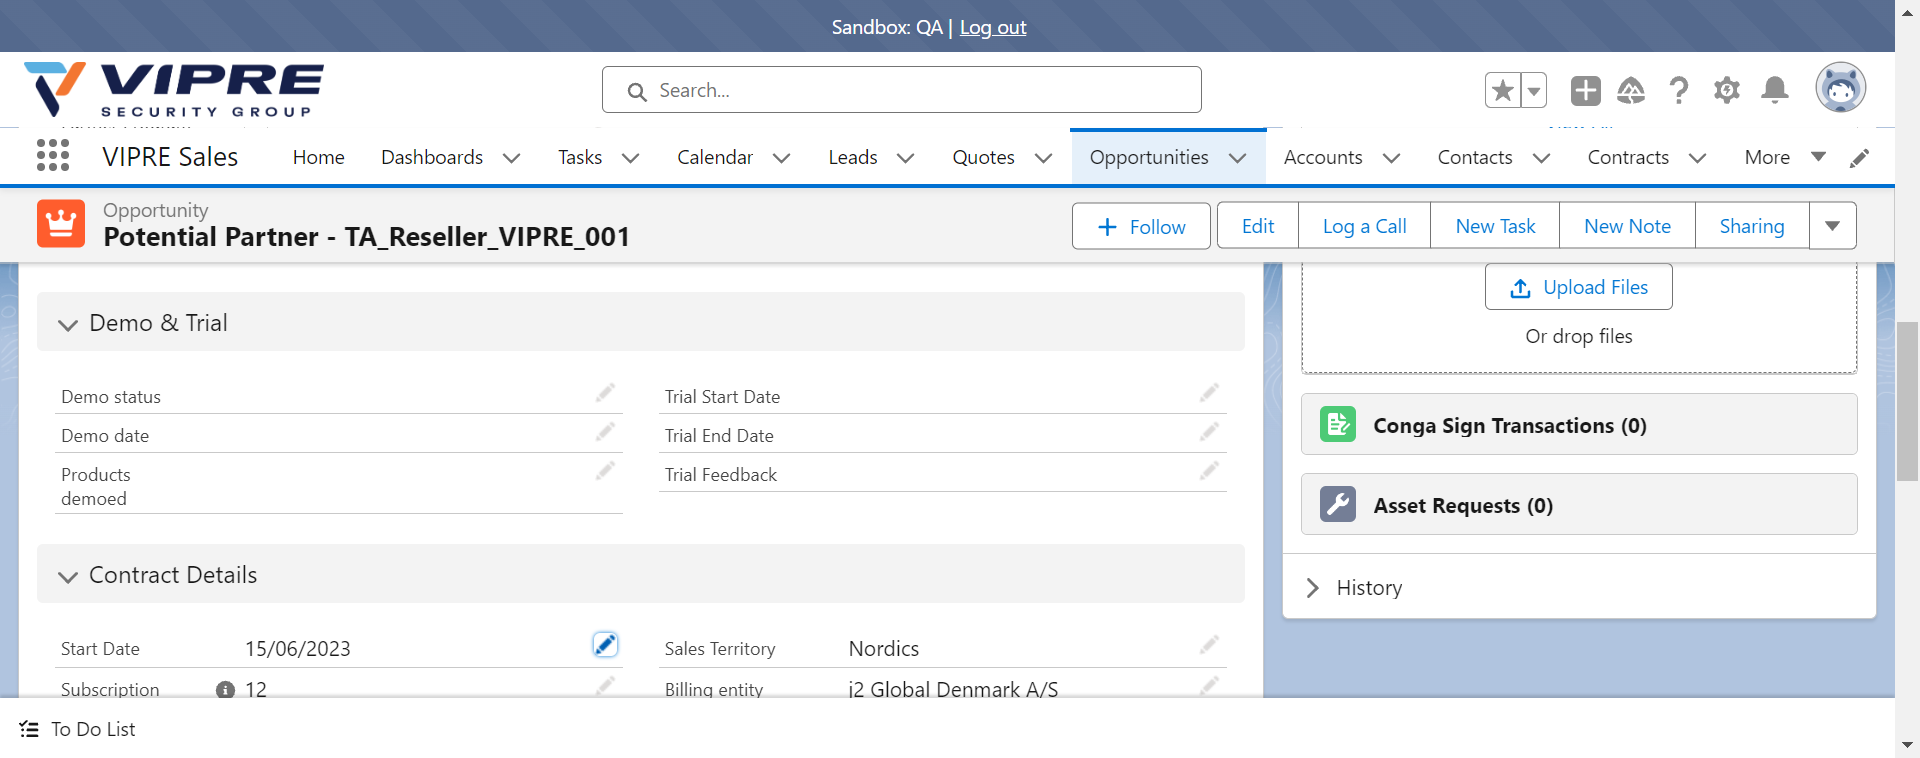 Sandbox: QA | Log out
VIPRE
SECURITY GROUP
Search...
VIPRE Sales
Home
Dashboards
Tasks
Calendar
Leads
Quotes
Opportunities
Accounts
Contacts
Contracts
More
Opportunity
Potential Partner - TA_Reseller_VIPRE_001
Follow
Edit
Log a Call
New Task
New Note
Sharing
Demo & Trial
Demo status
Trial Start Date
Demo date
Trial End Date
Products
demoed
Trial Feedback
Contract Details
Start Date 15/06/2023
Sales Territory Nordics
Subscription 12
Billing entity j2 Global Denmark A/S
Upload Files
Or drop files
Conga Sign Transactions (0)
Asset Requests (0)
History
To Do List